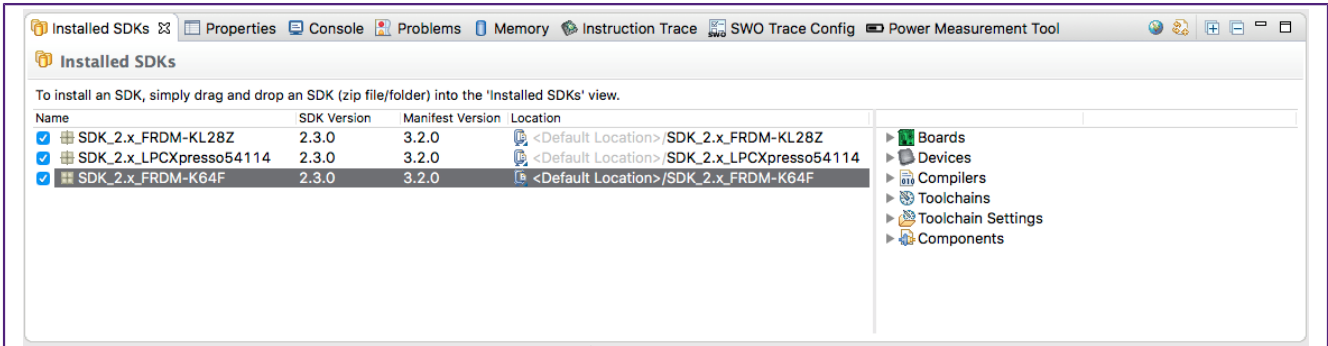 Installed SDKs Properties Console Problems Memory Instruction Trace SWO Trace Config Power Measurement Tool
Installed SDKs
To install an SDK, simply drag and drop an SDK (zip file/folder) into the 'Installed SDKs' view.
Name SDK Version Manifest Version Location
SDK_2.x_FRDM-KL28Z 2.3.0 3.2.0 <Default Location>/SDK_2.x_FRDM-KL28Z
SDK_2.x_LPCXpresso54114 2.3.0 3.2.0 <Default Location>/SDK_2.x_LPCXpresso54114
SDK_2.x_FRDM-K64F 2.3.0 3.2.0 <Default Location>/SDK_2.x_FRDM-K64F
Boards
Devices
Compilers
Toolchains
Toolchain Settings
Components